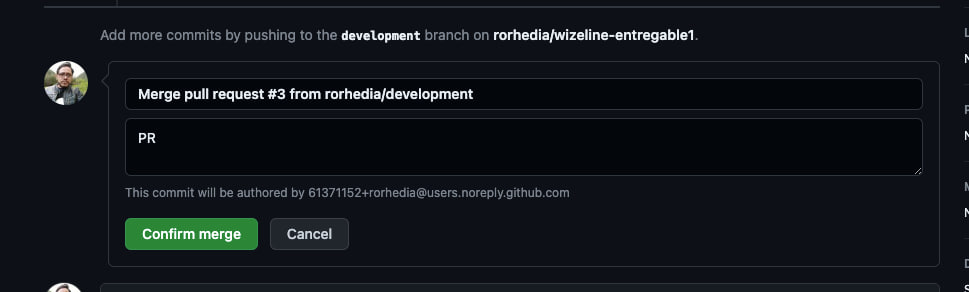 Add more commits by pushing to the development branch on rorhedia/wizeline-entregable1.
Merge pull request #3 from rorhedia/development
PR
This commit will be authored by 61371152+rorhedia@users.noreply.github.com
Confirm merge
Cancel